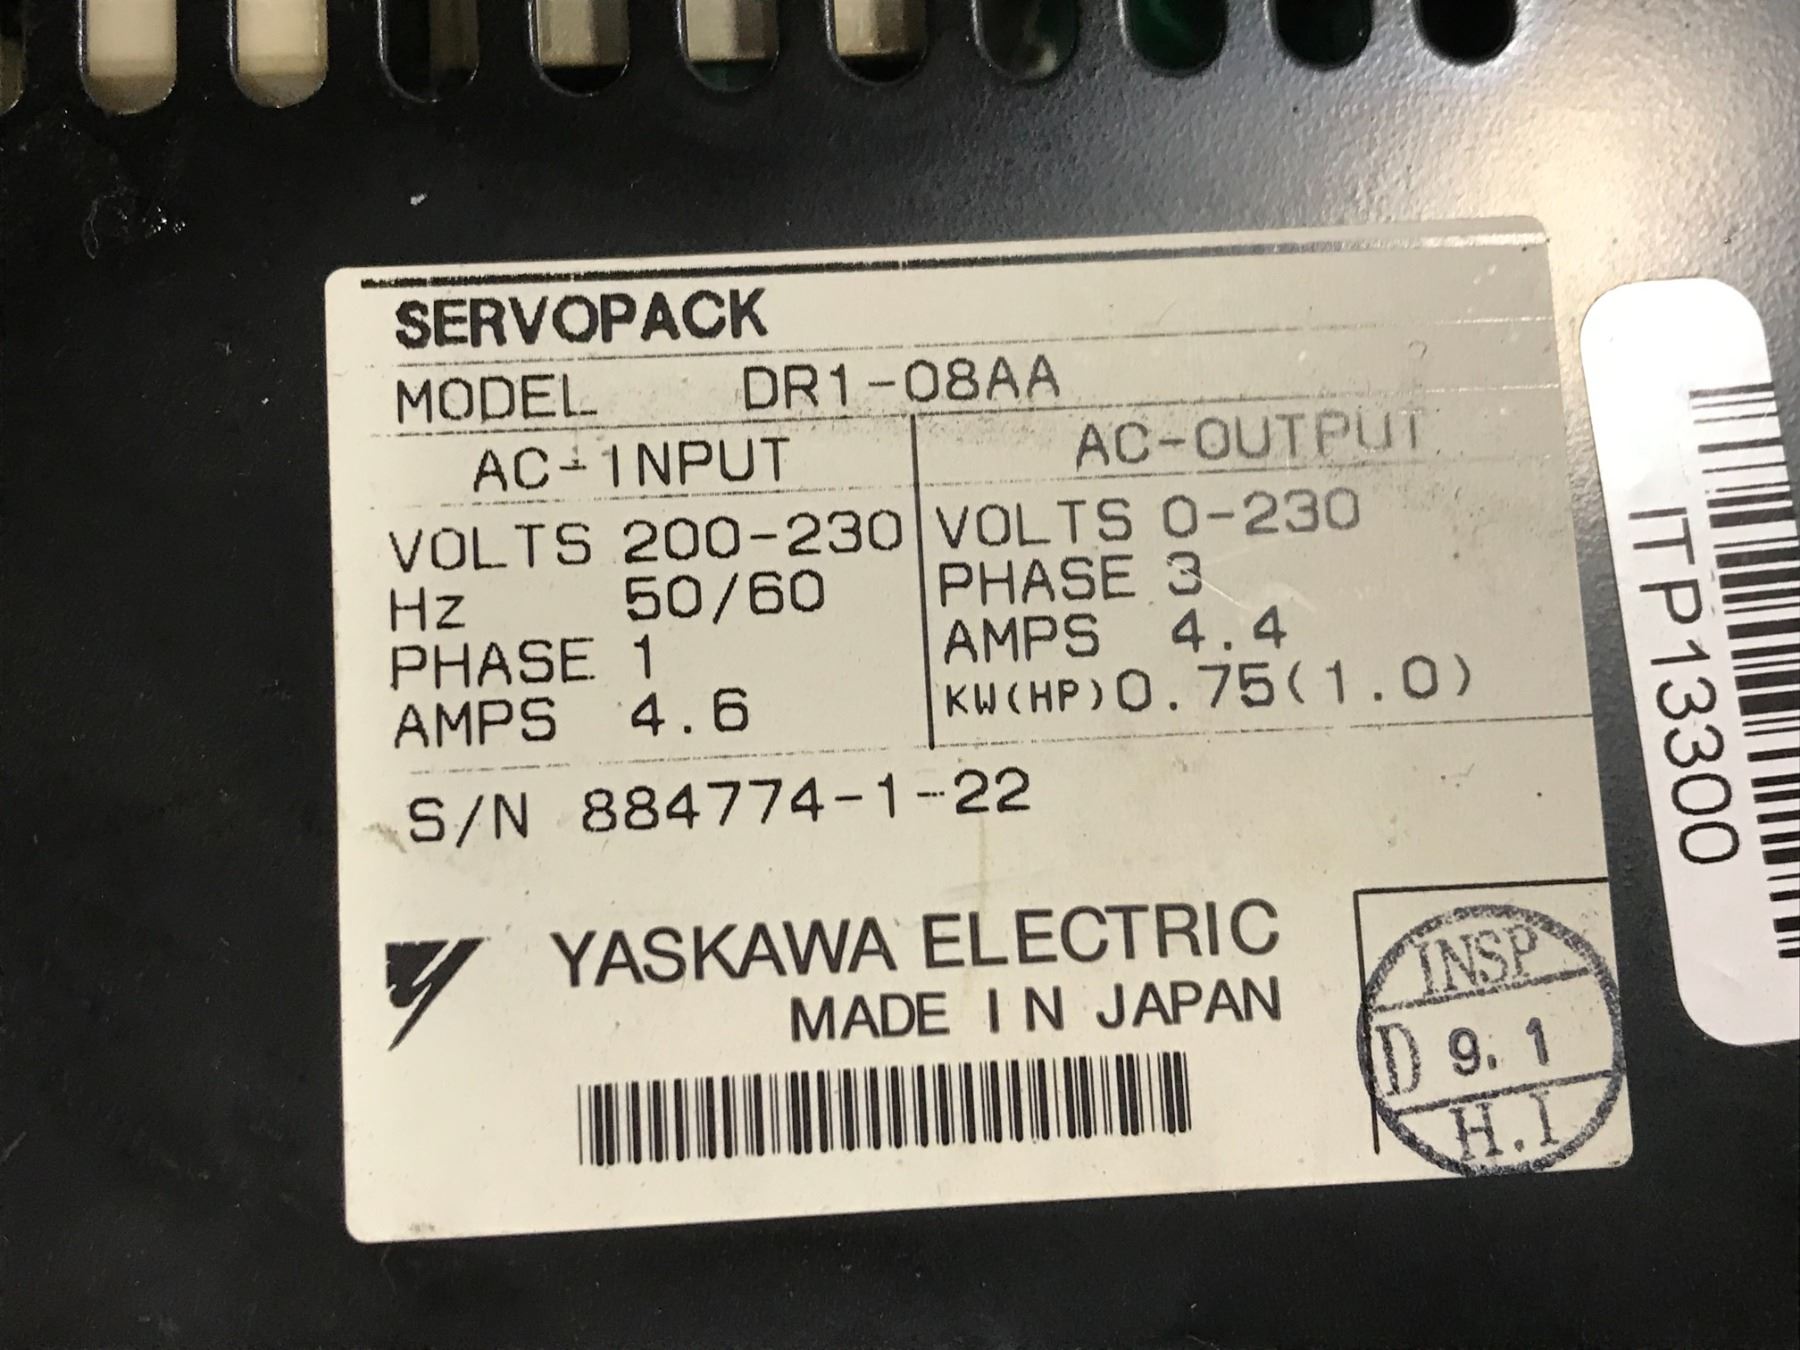 SERVOPACK
MODEL DR1-08AA
AC-INPUT
VOLTS 200-230
Hz 50/60
PHASE 1
AMPS 4.6
AC-OUTPUT
VOLTS 0-230
PHASE 3
AMPS 4.4
KW(HP) 0.75(1.0)
S/N 884774-1-22
YASKAWA ELECTRIC
MADE IN JAPAN
INSP
D 9.1
H.I
ITP13300